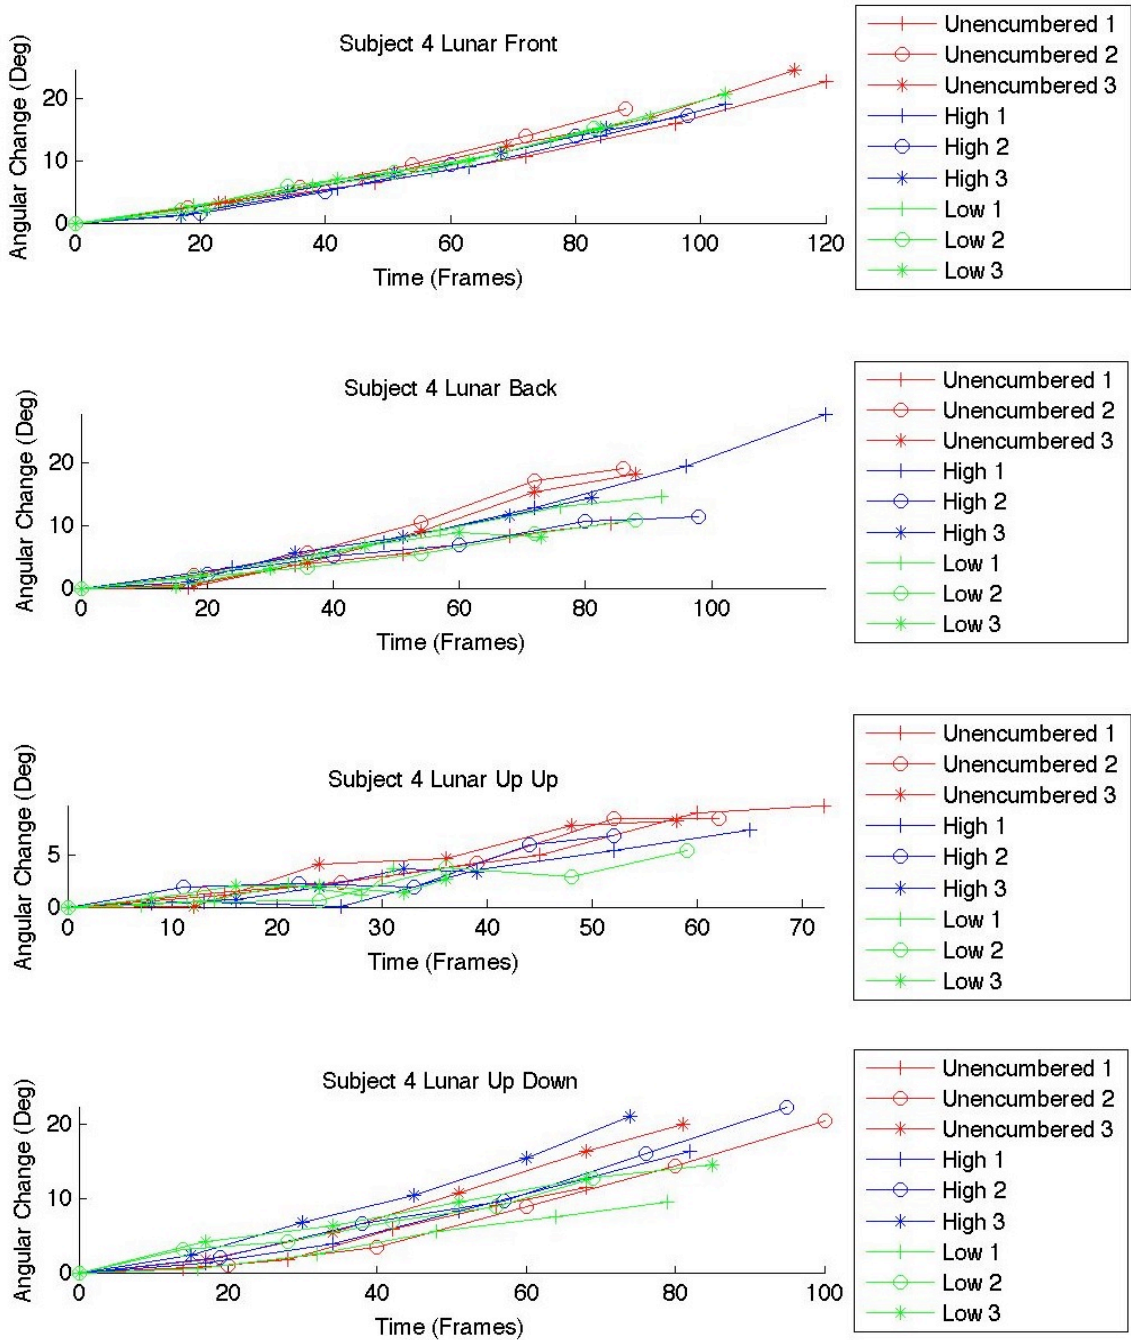 Subject 4 Lunar Front
Angular Change (Deg)
20
10
0
0 20 40 60 80 100 120
Time (Frames)
Unencumbered 1
Unencumbered 2
Unencumbered 3
High 1
High 2
High 3
Low 1
Low 2
Low 3
Subject 4 Lunar Back
Angular Change (Deg)
20
10
0
0 20 40 60 80 100
Time (Frames)
Unencumbered 1
Unencumbered 2
Unencumbered 3
High 1
High 2
High 3
Low 1
Low 2
Low 3
Subject 4 Lunar Up Up
Angular Change (Deg)
5
0
0 10 20 30 40 50 60 70
Time (Frames)
Unencumbered 1
Unencumbered 2
Unencumbered 3
High 1
High 2
High 3
Low 1
Low 2
Low 3
Subject 4 Lunar Up Down
Angular Change (Deg)
20
10
0
0 20 40 60 80 100
Time (Frames)
Unencumbered 1
Unencumbered 2
Unencumbered 3
High 1
High 2
High 3
Low 1
Low 2
Low 3